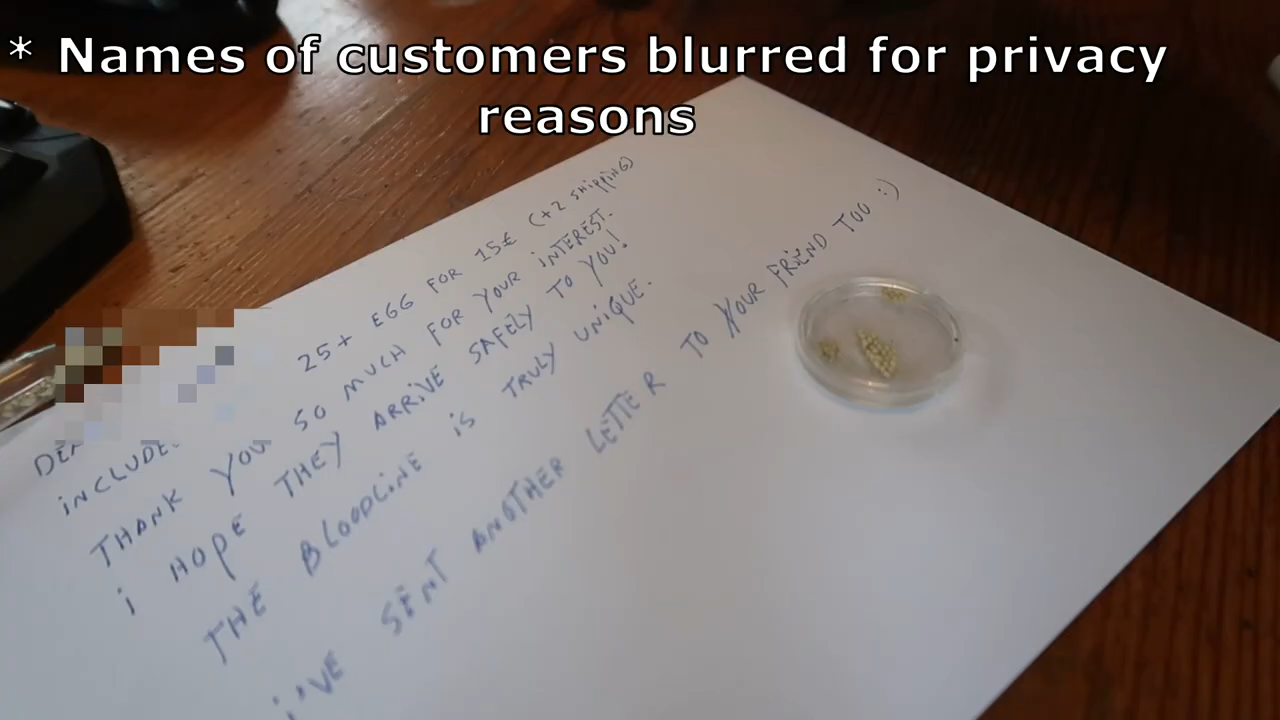 * Names of customers blurred for privacy
reasons
DEA
INCLUDE 25+ EGG FOR 15£ (+2 SHIPPING)
THANK YOU SO MUCH FOR YOUR INTEREST.
I HOPE THEY ARRIVE SAFELY TO YOU!
THE BLOODLINE IS TRULY UNIQUE.
I'VE SENT ANOTHER LETTER TO YOUR FRIEND TOO :)